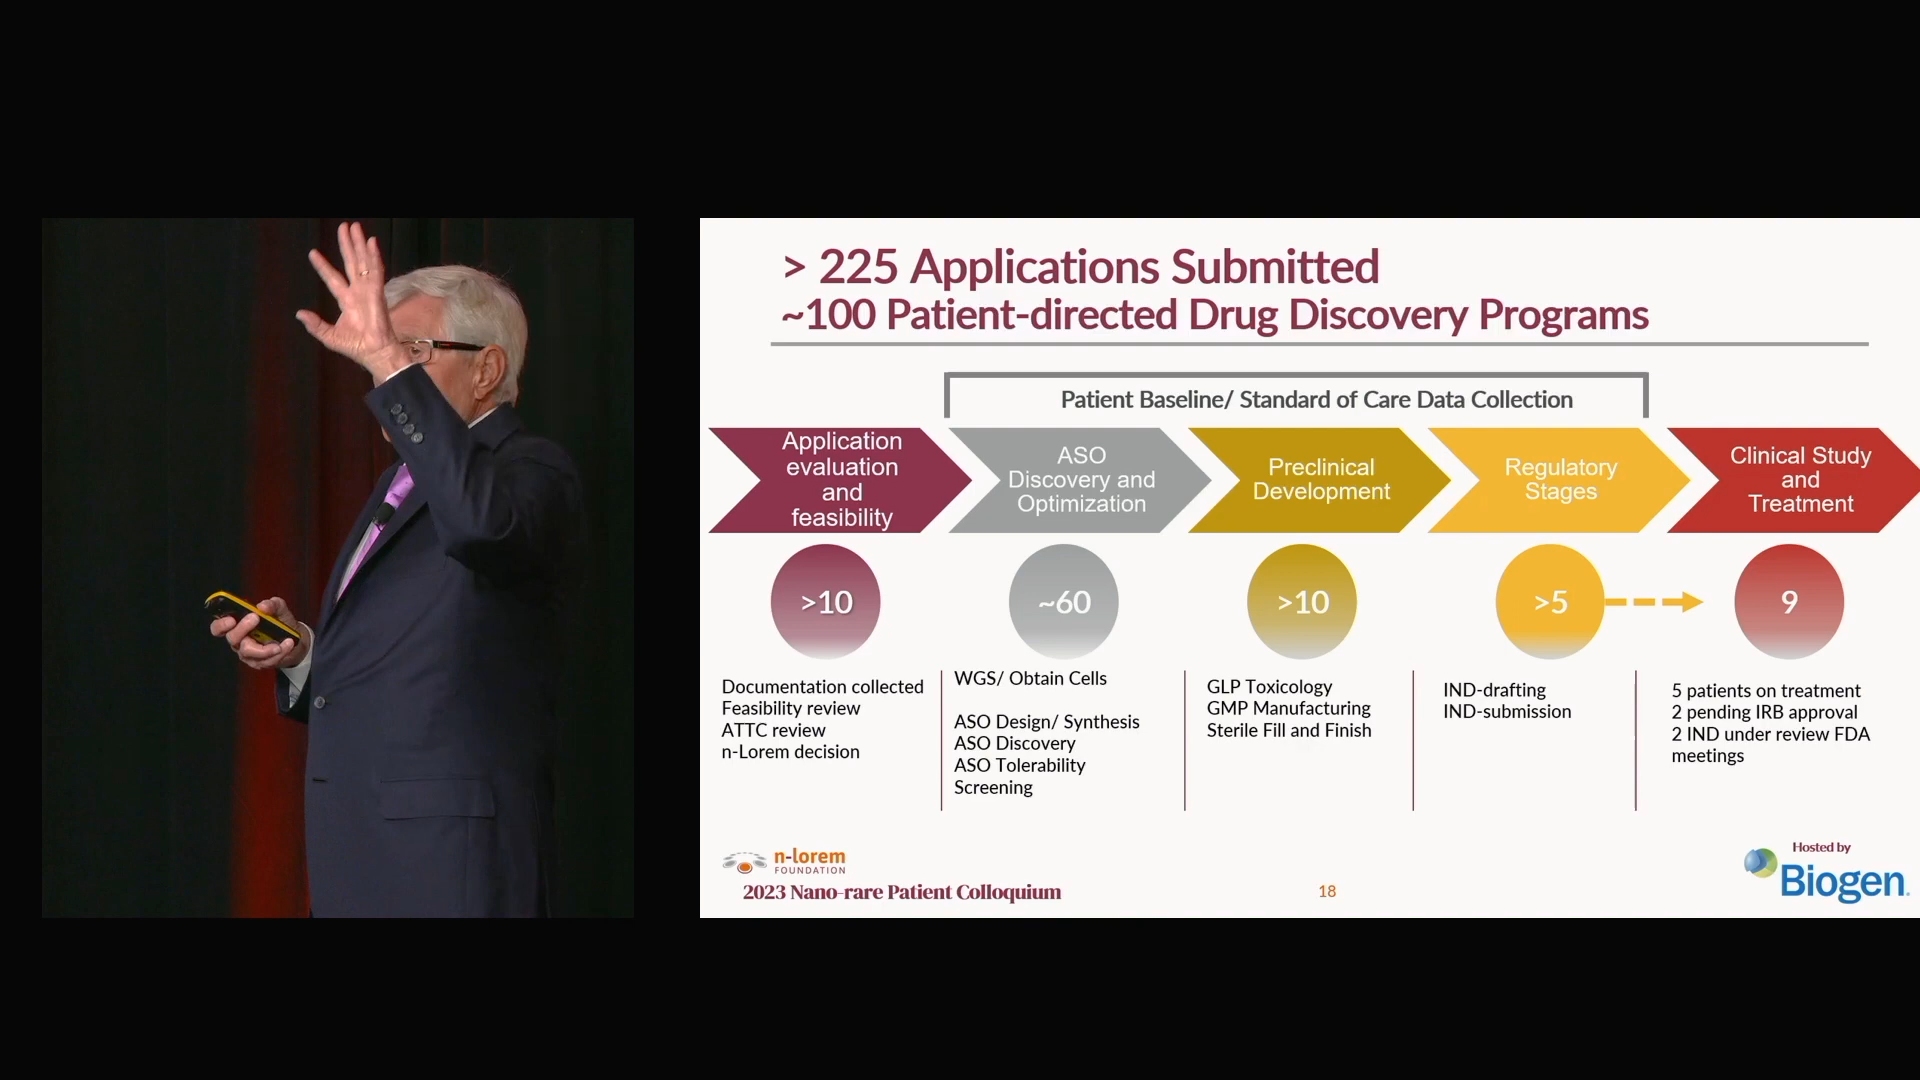 > 225 Applications Submitted
~100 Patient-directed Drug Discovery Programs
Patient Baseline/ Standard of Care Data Collection
Application
evaluation
and
feasibility
ASO
Discovery and
Optimization
Preclinical
Development
Regulatory
Stages
Clinical Study
and
Treatment
>10
~60
>10
>5
9
Documentation collected
Feasibility review
ATTC review
n-Lorem decision
WGS/ Obtain Cells
ASO Design/ Synthesis
ASO Discovery
ASO Tolerability
Screening
GLP Toxicology
GMP Manufacturing
Sterile Fill and Finish
IND-drafting
IND-submission
5 patients on treatment
2 pending IRB approval
2 IND under review FDA
meetings
n-lorem
FOUNDATION
2023 Nano-rare Patient Colloquium
18
Hosted by
Biogen.